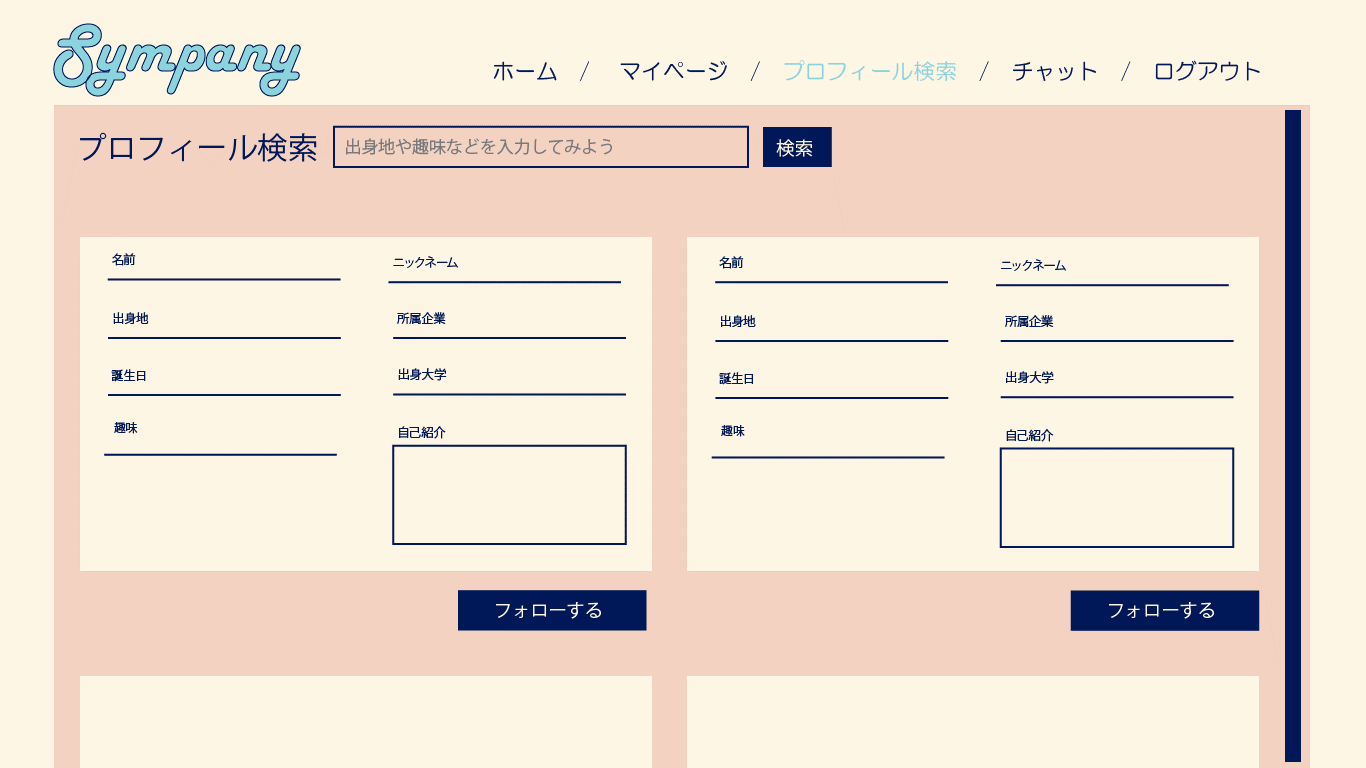 Sympany
ホーム / マイページ / プロフィール検索 / チャット / ログアウト
プロフィール検索 出身地や趣味などを入力してみよう 検索
名前
ニックネーム
出身地
所属企業
誕生日
出身大学
趣味
自己紹介
フォローする
名前
ニックネーム
出身地
所属企業
誕生日
出身大学
趣味
自己紹介
フォローする